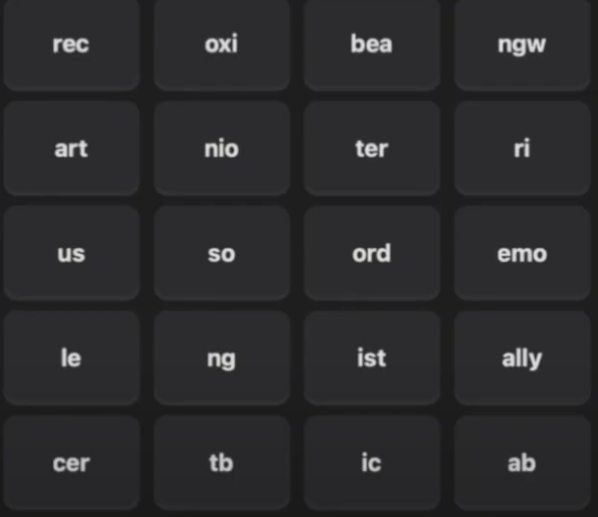 rec oxi bea ngw
art nio ter ri
us so ord emo
le ng ist ally
cer tb ic ab